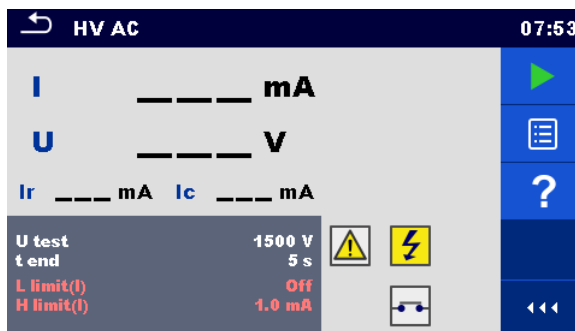 HV AC 07:53
I ___ mA
U ___ V
Ir ___ mA Ic ___ mA
U test 1500 V
t end 5 s
L limit(I) Off
H limit(I) 1.0 mA
?